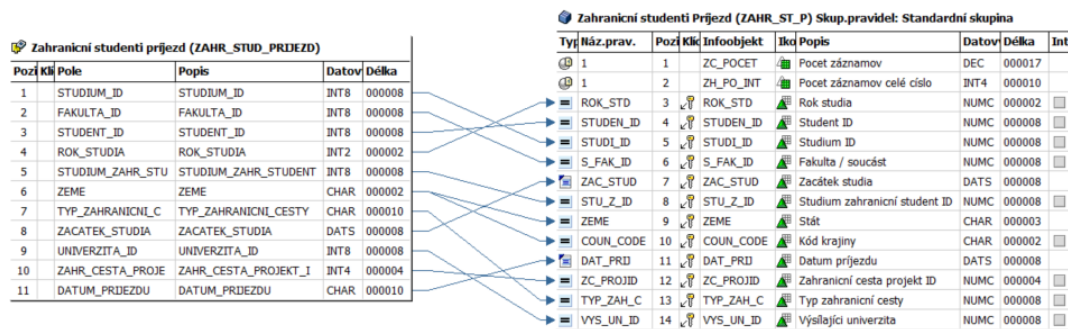 Zahranicní studenti Príjezd (ZAHR_ST_P) Skup.pravidel: Standardní skupina
Zahranicní studenti príjezd (ZAHR_STUD_PRIJEZD)
Pozi Klí Pole Popis Datov Délka
1 STUDIUM_ID STUDIUM_ID INT8 000008
2 FAKULTA_ID FAKULTA_ID INT8 000008
3 STUDENT_ID STUDENT_ID INT8 000008
4 ROK_STUDIA ROK_STUDIA INT2 000002
5 STUDIUM_ZAHR_STU STUDIUM_ZAHR_STUDENT INT8 000008
6 ZEME ZEME CHAR 000002
7 TYP_ZAHRANICNI_C TYP_ZAHRANICNI_CESTY CHAR 000010
8 ZACATEK_STUDIA ZACATEK_STUDIA DATS 000008
9 UNIVERZITA_ID UNIVERZITA_ID INT8 000008
10 ZAHR_CESTA_PROJE ZAHR_CESTA_PROJEKT_I INT4 000004
11 DATUM_PRIJEZDU DATUM_PRIJEZDU CHAR 000010
Typ Náz.prav. Pozi Klíc Infoobjekt Iko Popis Datov Délka Int
1 1 ZC_POCET Pocet záznamov DEC 000017
1 2 ZH_PO_INT Pocet záznamov celé císlo INT4 000010
ROK_STD 3 ROK_STD Rok studia NUMC 000002
STUDEN_ID 4 STUDEN_ID Student ID NUMC 000008
STUDI_ID 5 STUDI_ID Studium ID NUMC 000008
S_FAK_ID 6 S_FAK_ID Fakulta / soucást NUMC 000008
ZAC_STUD 7 ZAC_STUD Zacátek studia DATS 000008
STU_Z_ID 8 STU_Z_ID Studium zahranicní student ID NUMC 000008
ZEME 9 ZEME Stát CHAR 000003
COUN_CODE 10 COUN_CODE Kód krajiny CHAR 000002
DAT_PRIJ 11 DAT_PRIJ Datum príjezdu DATS 000008
ZC_PROJID 12 ZC_PROJID Zahranicní cesta projekt ID NUMC 000004
TYP_ZAH_C 13 TYP_ZAH_C Typ zahranicní cesty NUMC 000008
VYS_UN_ID 14 VYS_UN_ID Výsílajíci univerzita NUMC 000008